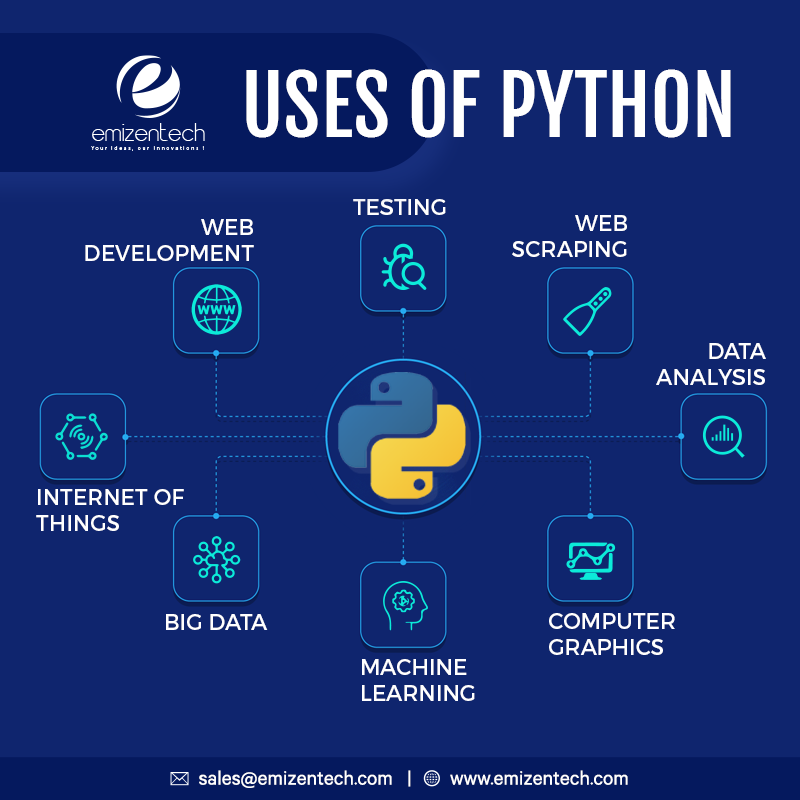 emizentech
Your Ideas, our Innovations !
USES OF PYTHON
TESTING
WEB
DEVELOPMENT
WWW
WEB
SCRAPING
DATA
ANALYSIS
INTERNET OF
THINGS
BIG DATA
MACHINE
LEARNING
COMPUTER
GRAPHICS
sales@emizentech.com | www.emizentech.com